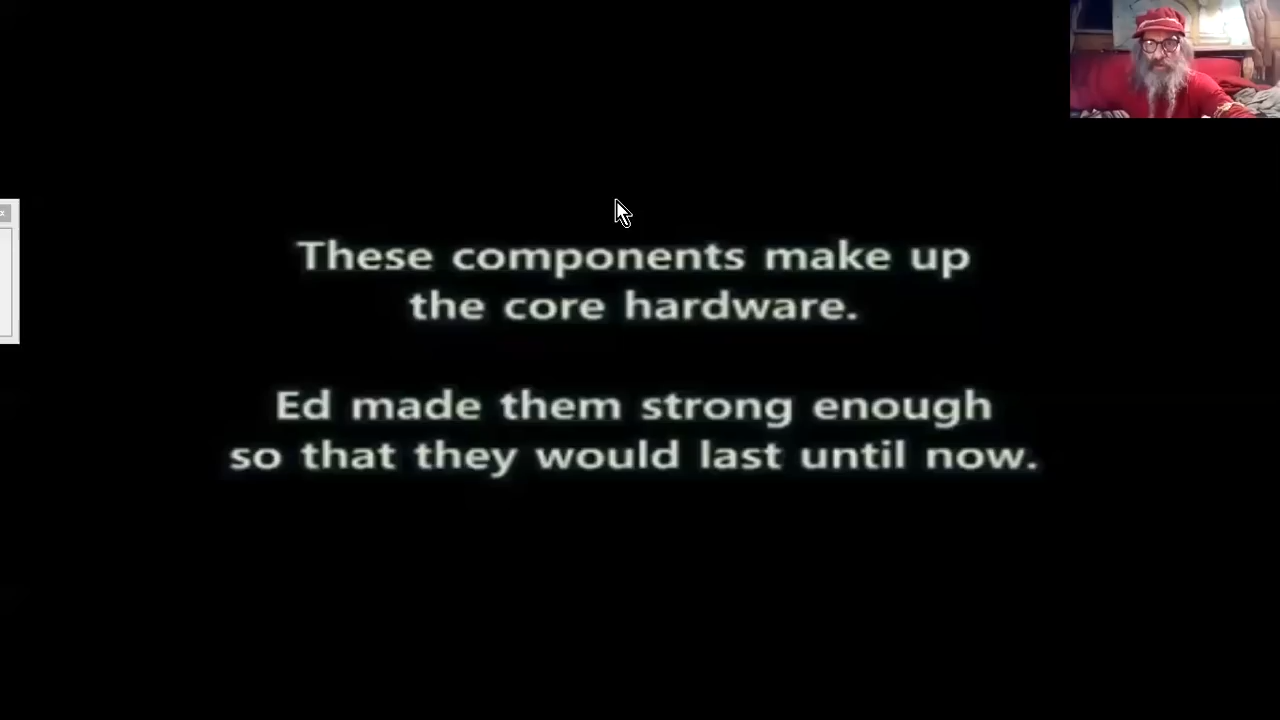 These components make up
the core hardware.
Ed made them strong enough
so that they would last until now.